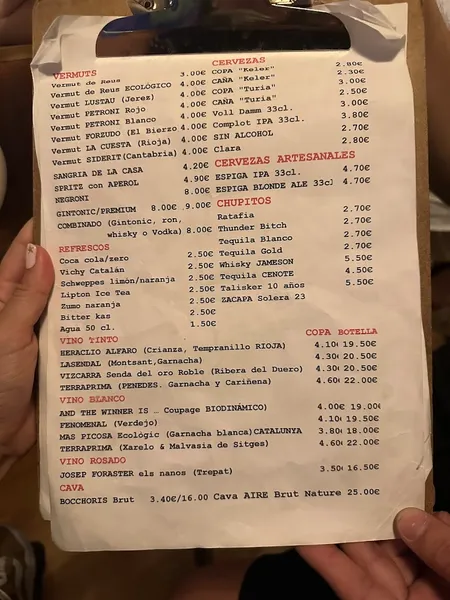 VERMUTS
Vermut de Reus 3.00€
Vermut de Reus ECOLÓGICO 4.00€
Vermut LUSTAU (Jerez) 4.00€
Vermut PETRONI Rojo 4.00€
Vermut PETRONI Blanco 4.00€
Vermut FORZUDO (El Bierzo 4.00€
Vermut LA CUESTA (Rioja) 4.00€
Vermut SIDERIT(Cantabria) 4.00€
SANGRIA DE LA CASA 4.20€
SPRITZ con APEROL 4.90€
NEGRONI 8.00€
GINTONIC/PREMIUM 8.00€ .9.00€
COMBINADO (Gintonic, ron,
whisky o Vodka) 8.00€
REFRESCOS
Coca cola/zero 2.50€
Vichy Catalán 2.50€
Schweppes limón/naranja 2.50€
Lipton Ice Tea 2.50€
Zumo naranja 2.50€
Bitter kas 2.50€
Agua 50 cl. 1.50€
CERVEZAS
COPA "Keler" 2.80€
CAÑA "Keler" 2.30€
COPA "Turia" 3.00€
CAÑA "Turia" 2.50€
Voll Damm 33cl. 3.00€
Complot IPA 33cl. 3.80€
SIN ALCOHOL 2.70€
Clara 2.80€
CERVEZAS ARTESANALES
ESPIGA IPA 33cl. 4.70€
ESPIGA BLONDE ALE 33cl 4.70€
CHUPITOS
Ratafia 2.70€
Thunder Bitch 2.70€
Tequila Blanco 2.70€
Tequila Gold 2.70€
Whisky JAMESON 5.50€
Tequila CENOTE 4.50€
Talisker 10 años 5.50€
ZACAPA Solera 23
VINO TINTO COPA BOTELLA
HERACLIO ALFARO (Crianza, Tempranillo RIOJA) 4.10€ 19.50€
LASENDAL (Montsant,Garnacha) 4.30€ 20.50€
VIZCARRA Senda del oro Roble (Ribera del Duero) 4.30€ 20.50€
TERRAPRIMA (PENEDES. Garnacha y Cariñena) 4.60€ 22.00€
VINO BLANCO
AND THE WINNER IS … Coupage BIODINÁMICO) 4.00€ 19.00€
FENOMENAL (Verdejo) 4.10€ 19.50€
MAS PICOSA Ecológic (Garnacha blanca)CATALUNYA 3.80€ 18.00€
TERRAPRIMA (Xarelo & Malvasia de Sitges) 4.60€ 22.00€
VINO ROSADO
JOSEP FORASTER els nanos (Trepat) 3.50€ 16.50€
CAVA
BOCCHORIS Brut 3.40€/16.00 Cava AIRE Brut Nature 25.00€